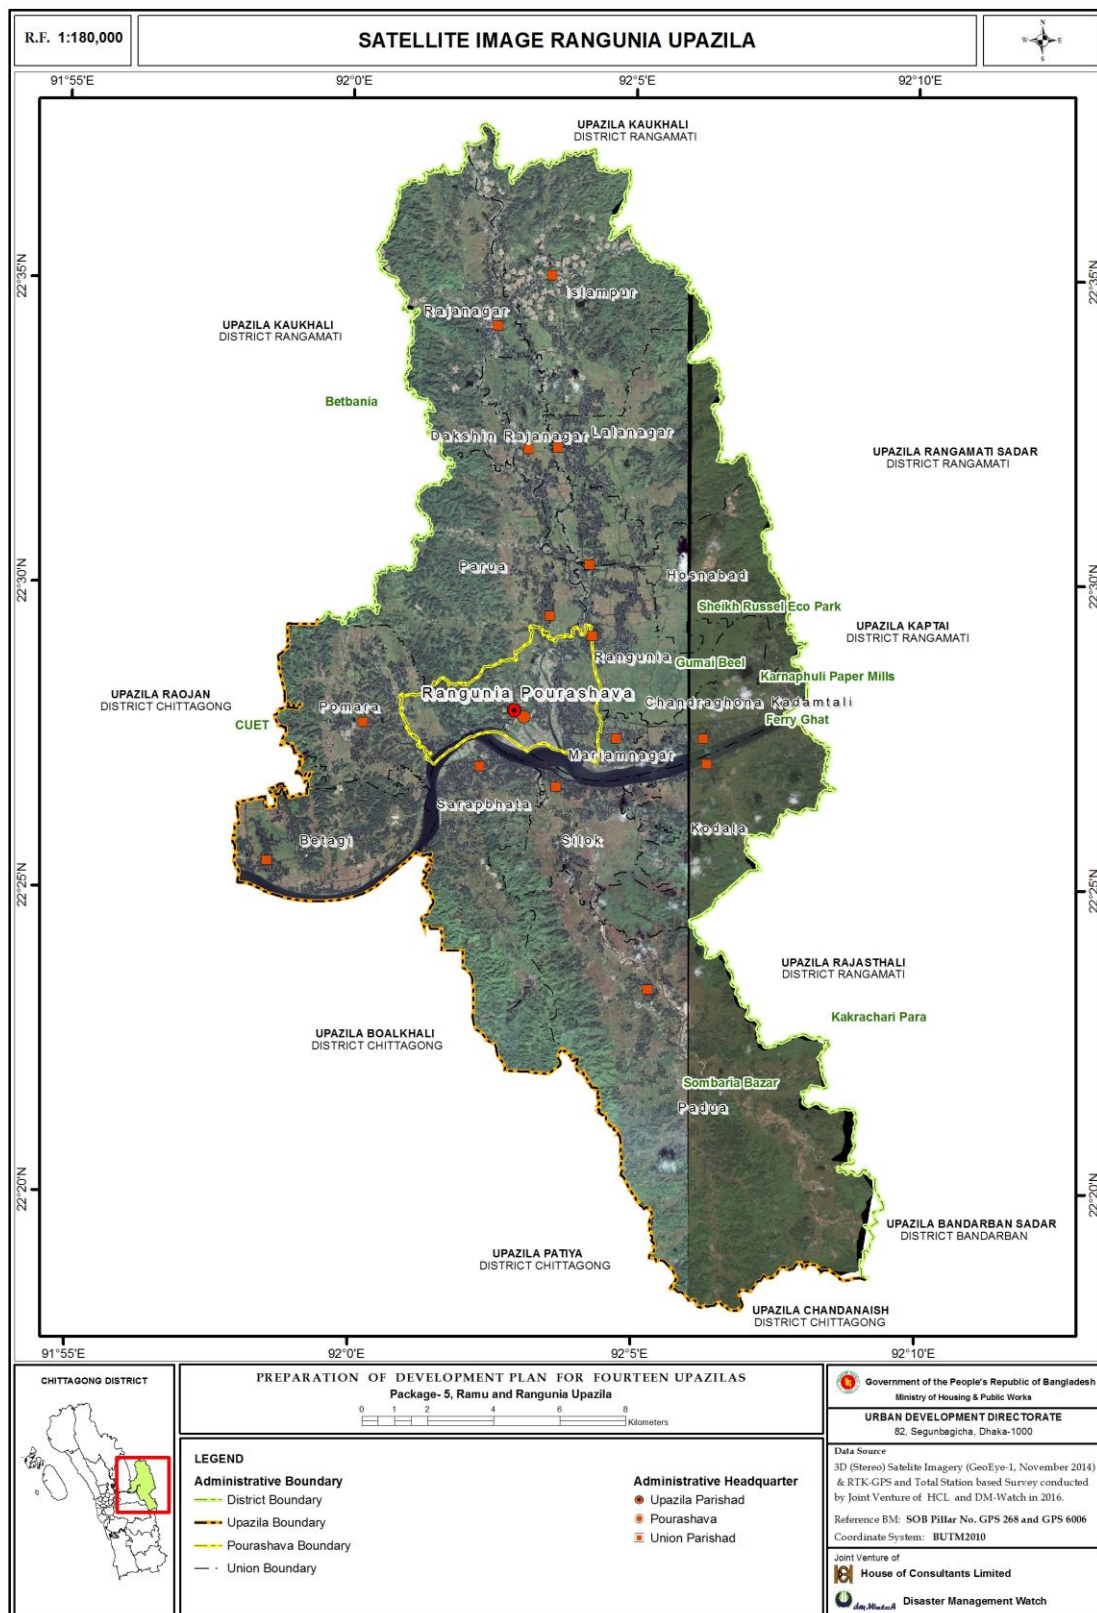 R.F. 1:180,000
SATELLITE IMAGE RANGUNIA UPAZILA
N
W E
S
91°55'E 92°0'E 92°5'E 92°10'E
UPAZILA KAUKHALI
DISTRICT RANGAMATI
22°35'N 22°35'N
Islampur
Rajanagar
UPAZILA KAUKHALI
DISTRICT RANGAMATI
Betbania
Dakshin Rajanagar
Lalanagar
UPAZILA RANGAMATI SADAR
DISTRICT RANGAMATI
22°30'N 22°30'N
Parua
Hosnabad
Sheikh Russel Eco Park
UPAZILA KAPTAI
DISTRICT RANGAMATI
Rangunia
Gumai Beel
Karnaphuli Paper Mills
UPAZILA RAOJAN
DISTRICT CHITTAGONG
Rangunia Pourashava
Pomara
Chandraghona Kadamtali
CUET
Ferry Ghat
Mariamnagar
Sarapbhata
Betagi
Silok
Kodala
22°25'N 22°25'N
UPAZILA RAJASTHALI
DISTRICT RANGAMATI
Kakrachari Para
UPAZILA BOALKHALI
DISTRICT CHITTAGONG
Sombaria Bazar
Padua
22°20'N 22°20'N
UPAZILA BANDARBAN SADAR
DISTRICT BANDARBAN
UPAZILA PATIYA
DISTRICT CHITTAGONG
UPAZILA CHANDANAISH
DISTRICT CHITTAGONG
91°55'E 92°0'E 92°5'E 92°10'E
CHITTAGONG DISTRICT
PREPARATION OF DEVELOPMENT PLAN FOR FOURTEEN UPAZILAS
Package- 5, Ramu and Rangunia Upazila
0 1 2 4 6 8
Kilometers
LEGEND
Administrative Boundary
District Boundary
Upazila Boundary
Pourashava Boundary
Union Boundary
Administrative Headquarter
Upazila Parishad
Pourashava
Union Parishad
Government of the People's Republic of Bangladesh
Ministry of Housing & Public Works
URBAN DEVELOPMENT DIRECTORATE
82, Segunbagicha, Dhaka-1000
Data Source
3D (Stereo) Satelite Imagery (GeoEye-1, November 2014)
& RTK-GPS and Total Station based Survey conducted
by Joint Venture of HCL and DM-Watch in 2016.
Reference BM: SOB Pillar No. GPS 268 and GPS 6006
Coordinate System: BUTM2010
Joint Venture of
House of Consultants Limited
dm.WatcH Disaster Management Watch